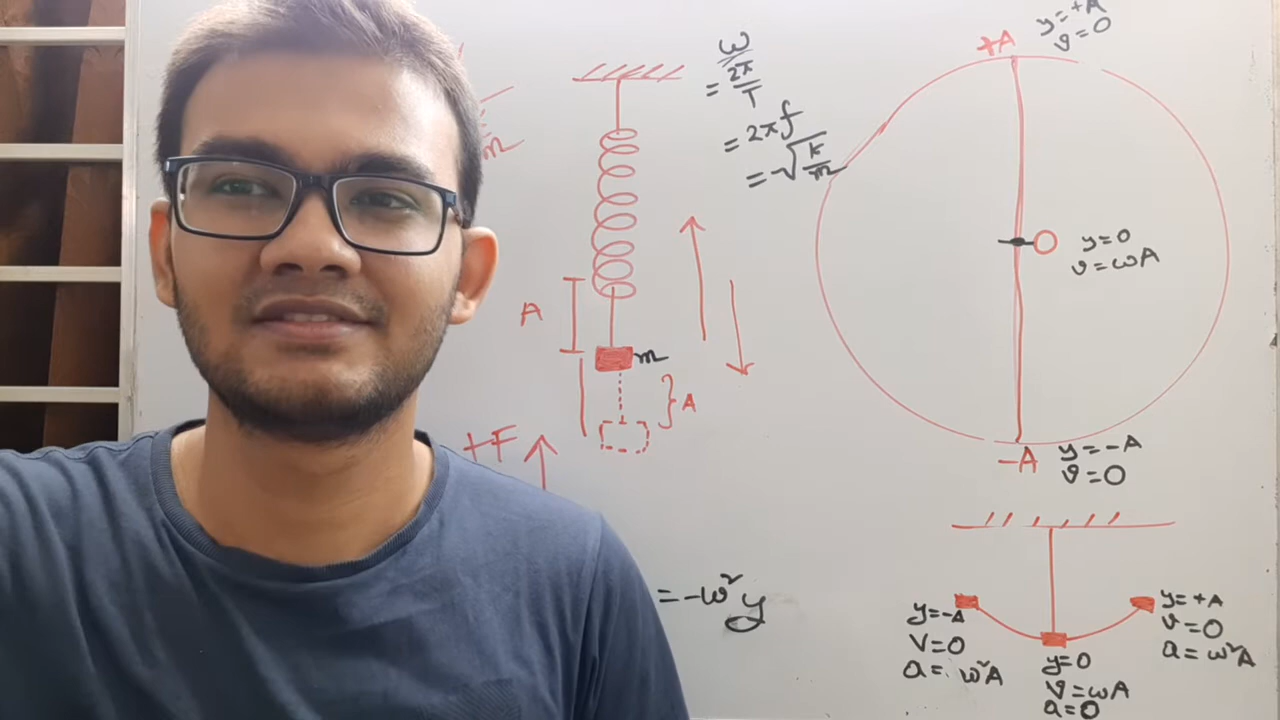 ω
= 2π/T
= 2πf
= √k/m
m
A
m
A
+F
= -ω²y
y=+A
v=0
+A
O
y=0
v=ωA
-A
y=-A
v=0
y=-A
V=0
a= ω²A
y=0
v=ωA
a=0
y=+A
v=0
a=ω²A